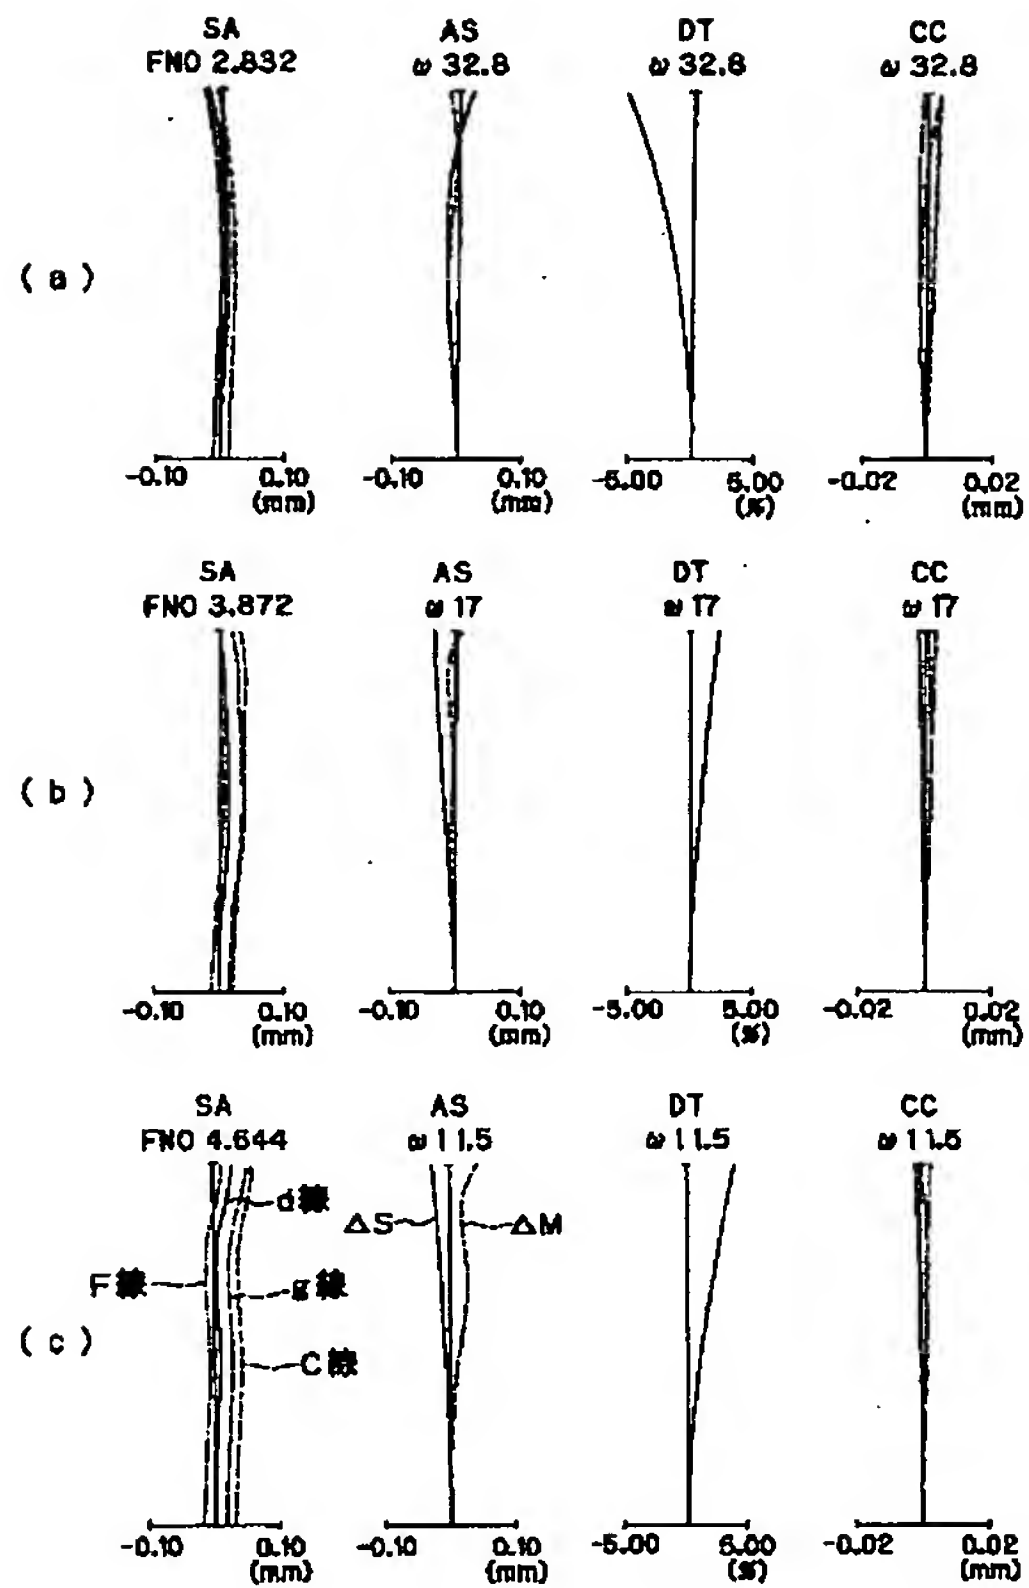 SA AS DT CC
FNO 2.832 ω 32.8 ω 32.8 ω 32.8
(a)
-0.10 0.10 -0.10 0.10 -5.00 5.00 -0.02 0.02
(mm) (mm) (%) (mm)
SA AS DT CC
FNO 3.872 ω 17 ω 17 ω 17
(b)
-0.10 0.10 -0.10 0.10 -5.00 5.00 -0.02 0.02
(mm) (mm) (%) (mm)
SA AS DT CC
FNO 4.644 ω 11.5 ω 11.5 ω 11.5
d線
ΔS ΔM
F線 g線
(c)
C線
-0.10 0.10 -0.10 0.10 -5.00 5.00 -0.02 0.02
(mm) (mm) (%) (mm)